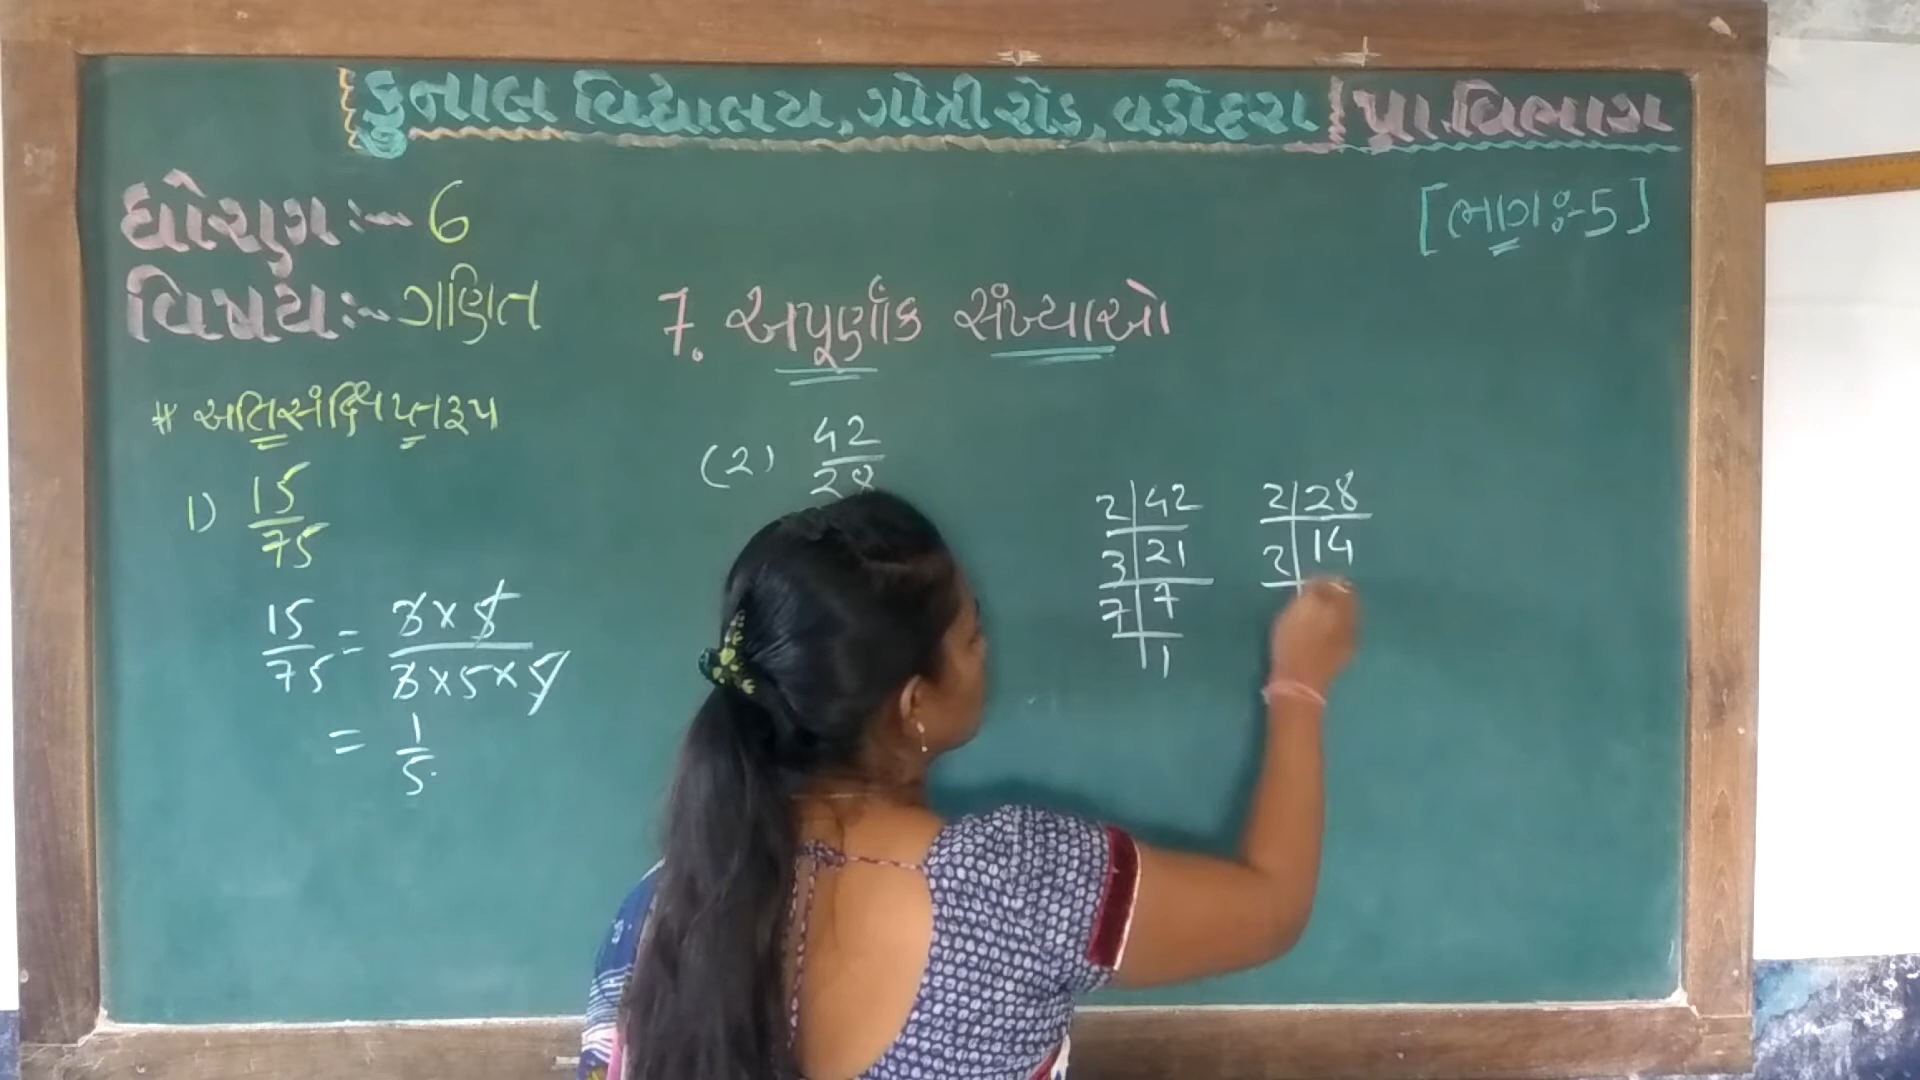 કુનાલ વિદ્યાલય, ગોત્રી રોડ, વડોદરા | પ્રા. વિભાગ
ધોરણ :- 6
[ભાગ :- 5]
વિષય :- ગણિત
7. અપૂર્ણાંક સંખ્યાઓ
# અતિસંક્ષિપ્તરૂપ
1) 15/75
15/75 = 3 × 5 / 3 × 5 × 5
= 1/5.
(2) 42/28
2 | 42
3 | 21
7 | 7
| 1
2 | 28
2 | 14